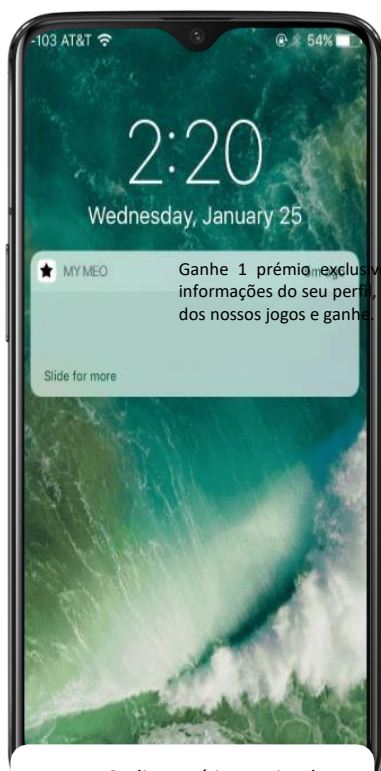 -103 AT&T 54%
2:20
Wednesday, January 25
MY MEO
Ganhe 1 prémio exclusiv
informações do seu perfil,
dos nossos jogos e ganhe.
Slide for more